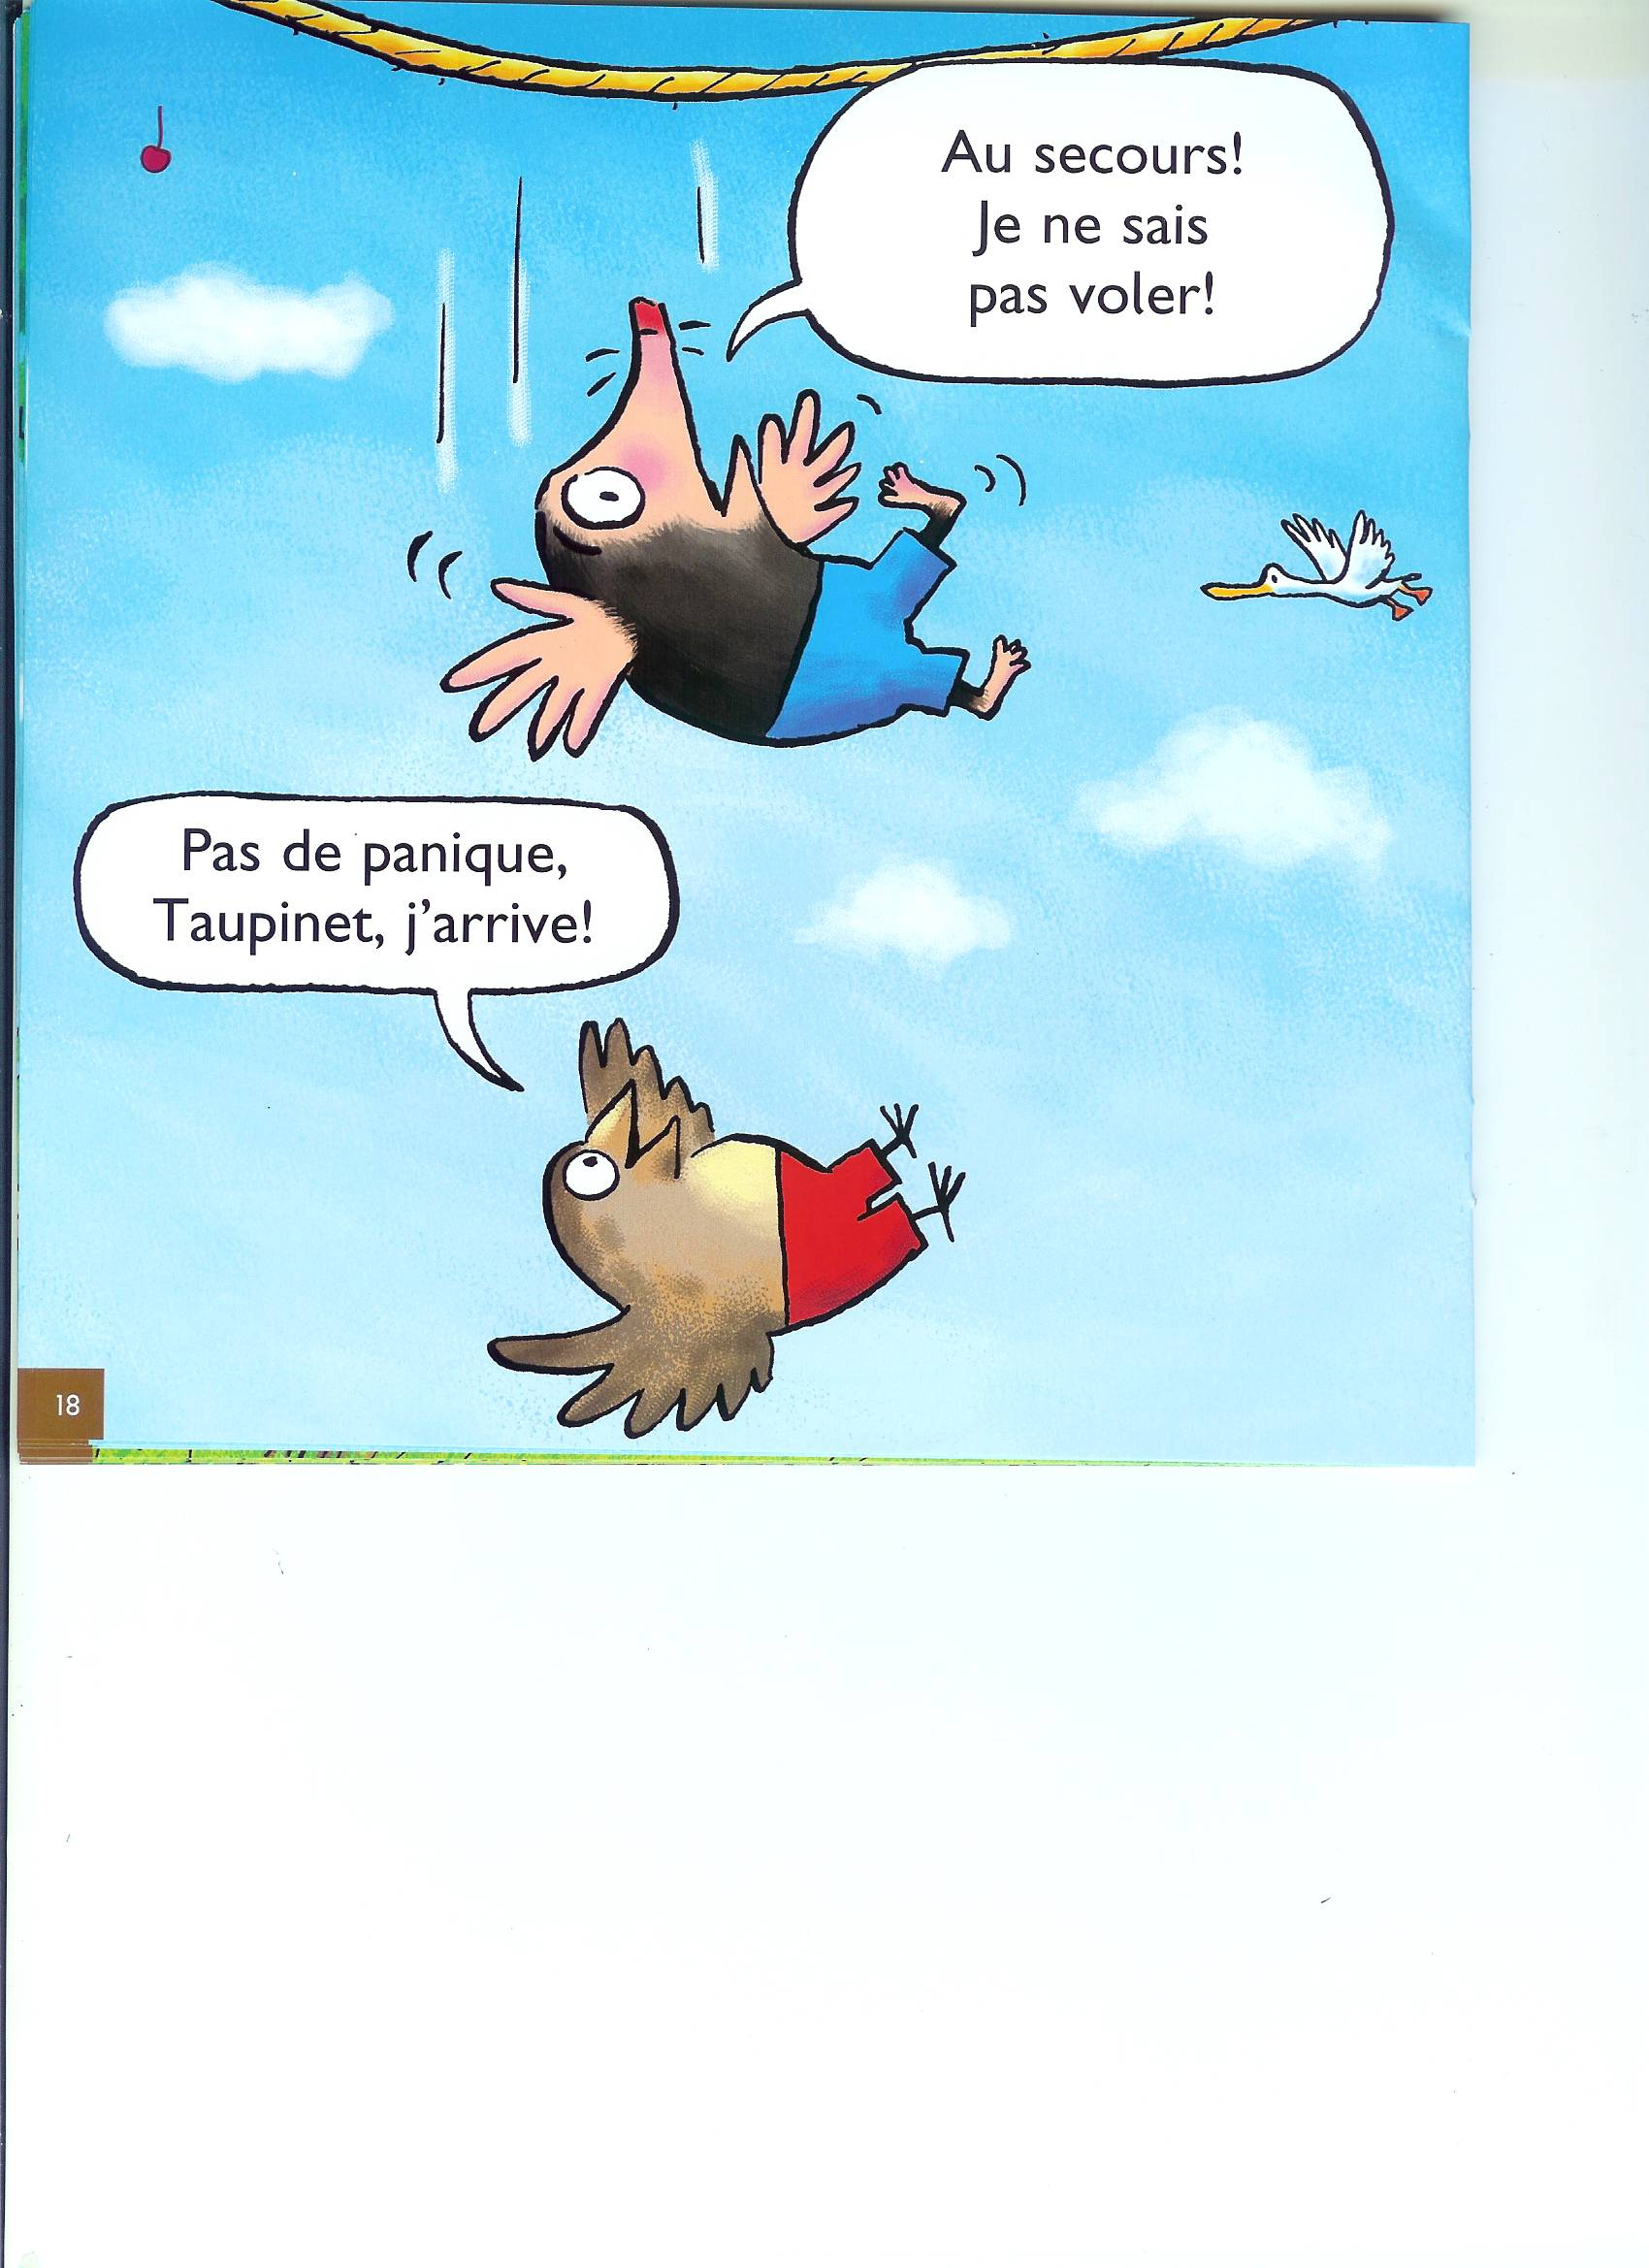 Au secours!
Je ne sais
pas voler!
Pas de panique,
Taupinet, j'arrive!
18